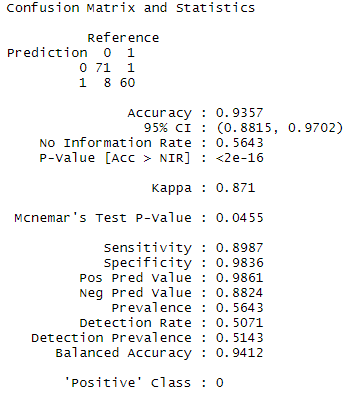 Confusion Matrix and Statistics
Reference
Prediction 0 1
0 71 1
1 8 60
Accuracy : 0.9357
95% CI : (0.8815, 0.9702)
No Information Rate : 0.5643
P-Value [Acc > NIR] : <2e-16
Kappa : 0.871
Mcnemar's Test P-Value : 0.0455
Sensitivity : 0.8987
Specificity : 0.9836
Pos Pred Value : 0.9861
Neg Pred Value : 0.8824
Prevalence : 0.5643
Detection Rate : 0.5071
Detection Prevalence : 0.5143
Balanced Accuracy : 0.9412
'Positive' Class : 0